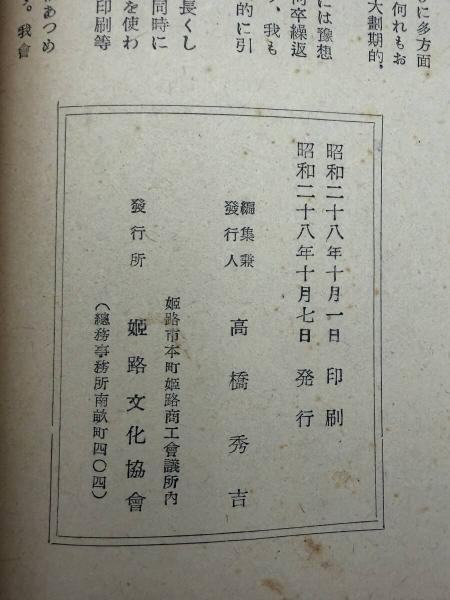 に多方面
何れもお
大劃期的、
には豫想
何卒繰返
、我も
的に引
長くし
同時に
を使わ
印刷等
あつめ
。我會
昭和二十八年十月一日　印刷
昭和二十八年十月七日　発行
編集兼
發行人　高橋秀吉
姫路市本町姫路商工會議所内
發行所　姫路文化協會
（總務事務所南畝町四〇四）